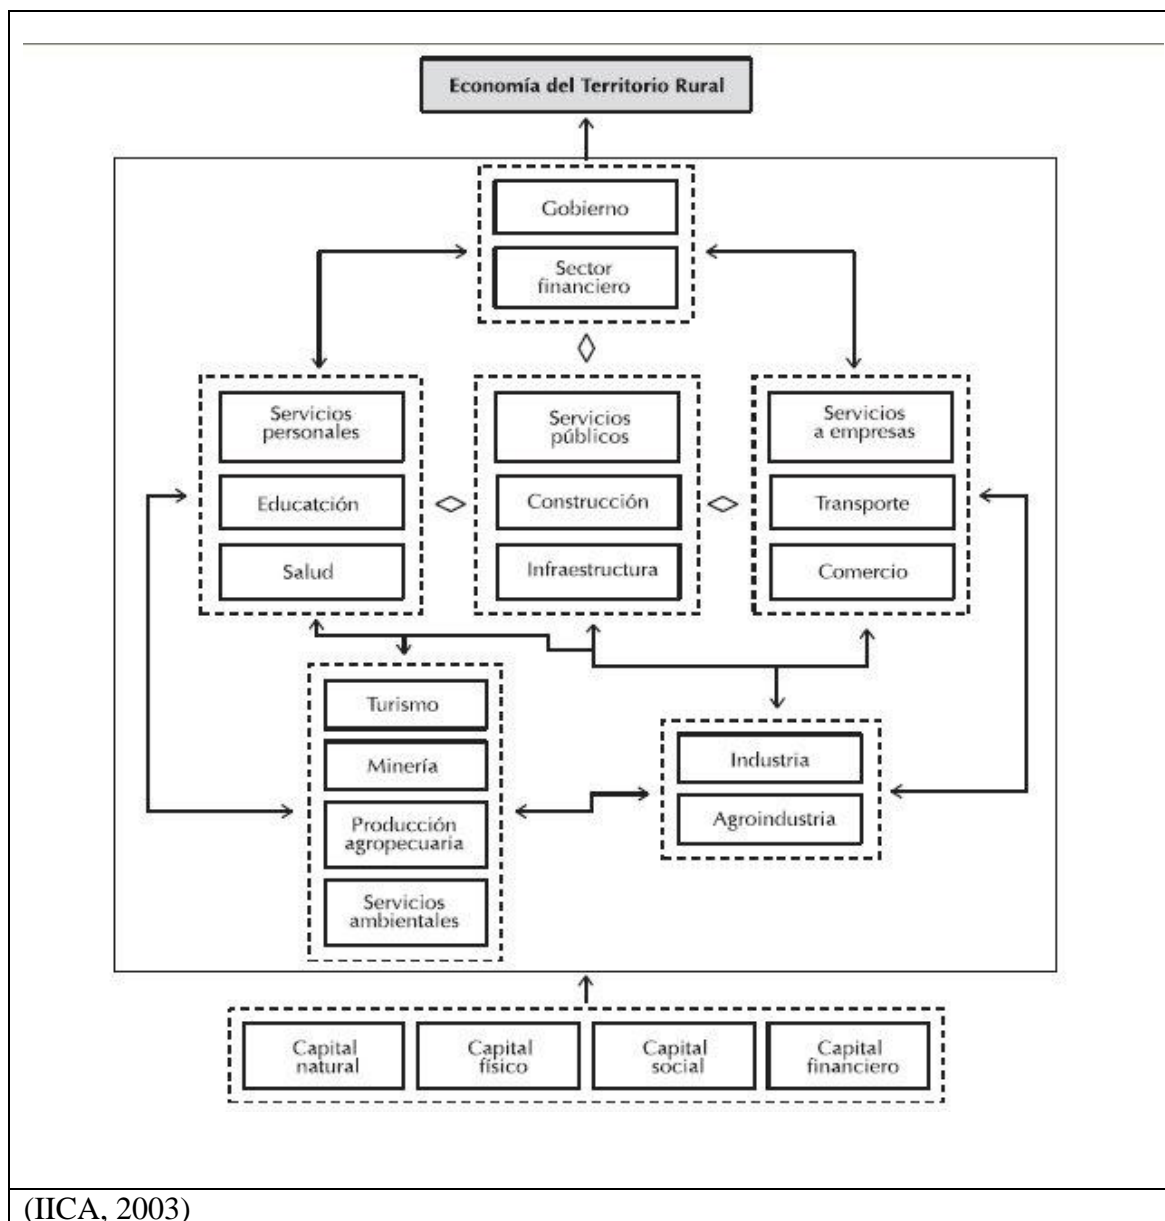 Economía del Territorio Rural
Gobierno
Sector
financiero
Servicios
personales
Educatción
Salud
Servicios
públicos
Construcción
Infraestructura
Servicios
a empresas
Transporte
Comercio
Turismo
Minería
Producción
agropecuaría
Servicios
ambientales
Industria
Agroindustria
Capital
natural
Capital
físico
Capital
social
Capital
financiero
(IICA, 2003)